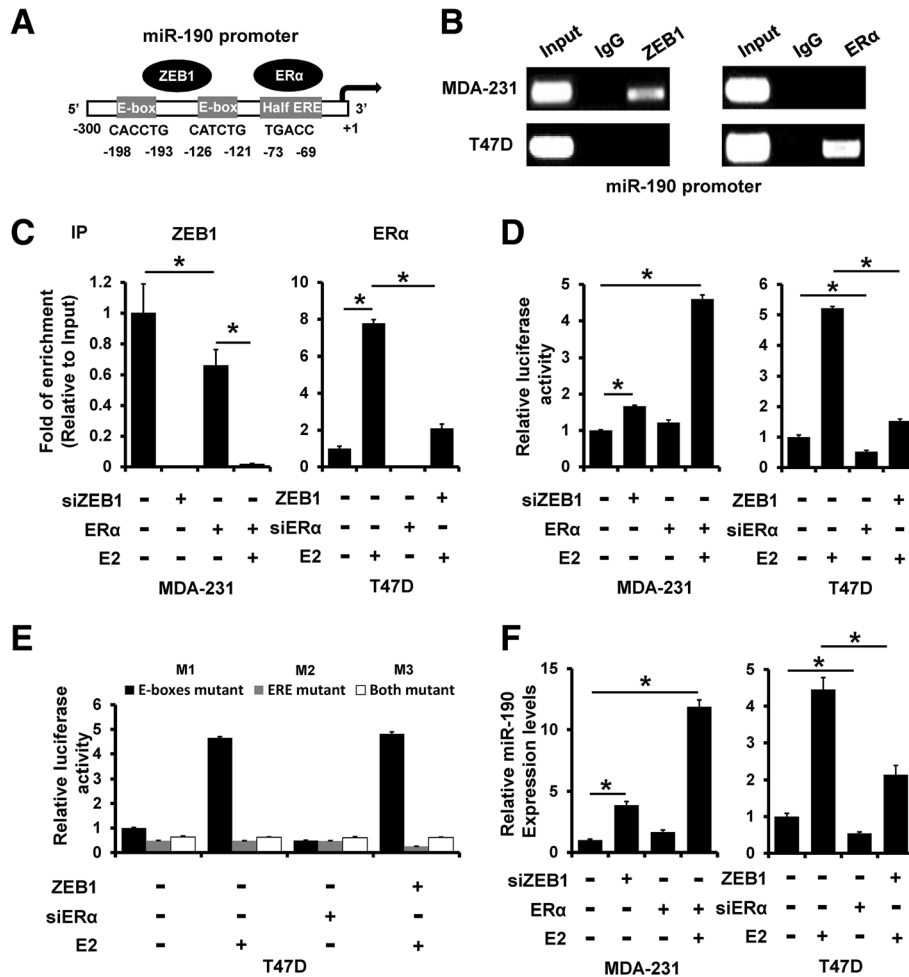 A
miR-190 promoter
ZEB1 ERα
5’ E-box E-box Half ERE 3’
-300 CACCTG CATCTG TGACC +1
-198 -193 -126 -121 -73 -69
B
Input IgG ZEB1 Input IgG ERα
MDA-231
T47D
miR-190 promoter
C
IP ZEB1 ERα
Fold of enrichment
(Relative to Input)
1.2
1
0.8
0.6
0.4
0.2
0
* *
10
8
6
4
2
0
* *
siZEB1 - + - -
ERα - - + +
E2 - - - +
MDA-231
ZEB1 - - - +
siERα - - + -
E2 - + - +
T47D
D
Relative luciferase
activity
5
4
3
2
1
0
* *
6
5
4
3
2
1
0
* *
siZEB1 - + - -
ERα - - + +
E2 - - - +
MDA-231
ZEB1 - - - +
siERα - - + -
E2 - + - +
T47D
E
M1 M2 M3
E-boxes mutant ERE mutant Both mutant
Relative luciferase
activity
6
5
4
3
2
1
0
ZEB1 - - - +
siERα - - + -
E2 - + - +
T47D
F
Relative miR-190
Expression levels
15
10
5
0
* *
5
4
3
2
1
0
* *
siZEB1 - + - -
ERα - - + +
E2 - - - +
MDA-231
ZEB1 - - - +
siERα - - + -
E2 - + - +
T47D